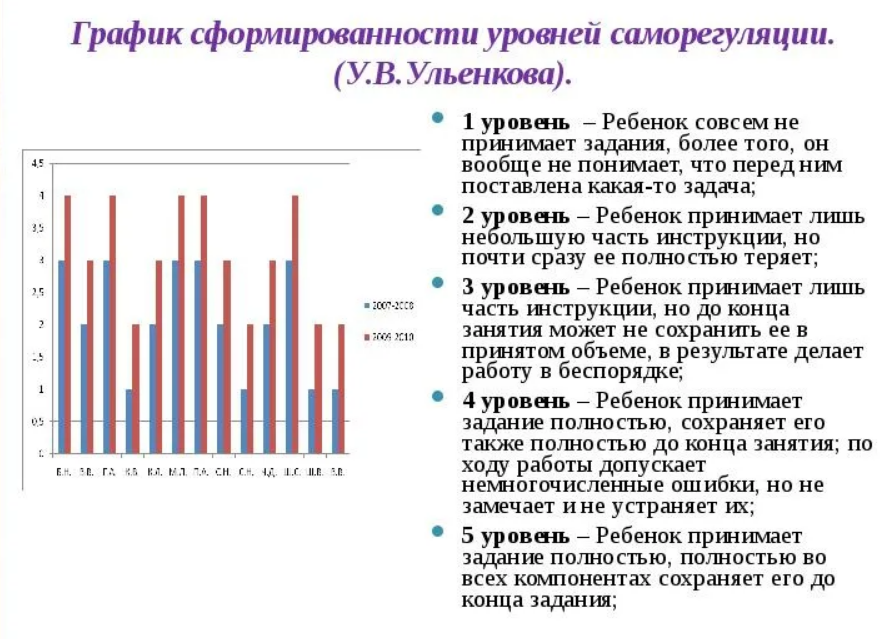 График сформированности уровней саморегуляции.
(У.В.Ульенкова).
4,5
4
3,5
3
2,5
2
1,5
1
0,5
0
К.Л. М.Л. П.А. С.Н. С.Н. Ч.Д. Ш.С. Ш.В.
2007-2008
2009-2010
1 уровень – Ребенок совсем не
принимает задания, более того, он
вообще не понимает, что перед ним
поставлена какая-то задача;
2 уровень – Ребенок принимает лишь
небольшую часть инструкции, но
почти сразу ее полностью теряет;
3 уровень – Ребенок принимает лишь
часть инструкции, но до конца
занятия может не сохранить ее в
принятом объеме, в результате делает
работу в беспорядке;
4 уровень – Ребенок принимает
задание полностью, сохраняет его
также полностью до конца занятия; по
ходу работы допускает
немногочисленные ошибки, но не
замечает и не устраняет их;
5 уровень – Ребенок принимает
задание полностью, полностью во
всех компонентах сохраняет его до
конца задания;